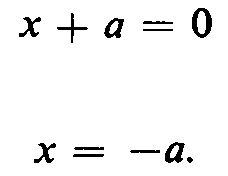 x + a = 0
x = −a.